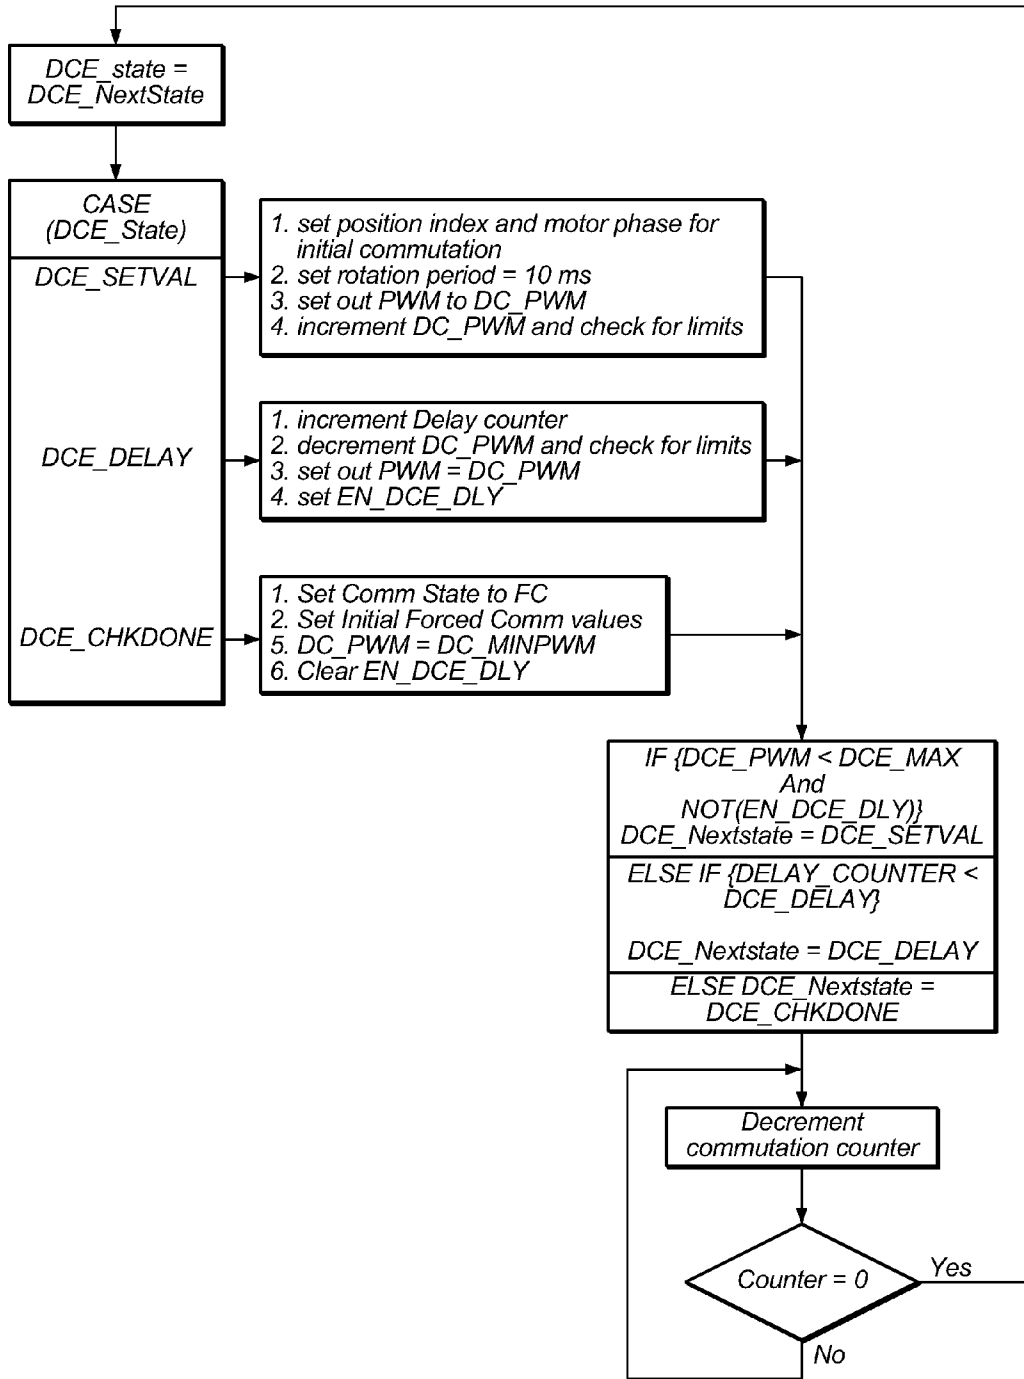 DCE_state =
DCE_NextState
CASE
(DCE_State)
DCE_SETVAL
1. set position index and motor phase for
initial commutation
2. set rotation period = 10 ms
3. set out PWM to DC_PWM
4. increment DC_PWM and check for limits
DCE_DELAY
1. increment Delay counter
2. decrement DC_PWM and check for limits
3. set out PWM = DC_PWM
4. set EN_DCE_DLY
DCE_CHKDONE
1. Set Comm State to FC
2. Set Initial Forced Comm values
5. DC_PWM = DC_MINPWM
6. Clear EN_DCE_DLY
IF {DCE_PWM < DCE_MAX
And
NOT(EN_DCE_DLY)}
DCE_Nextstate = DCE_SETVAL
ELSE IF {DELAY_COUNTER <
DCE_DELAY}
DCE_Nextstate = DCE_DELAY
ELSE DCE_Nextstate =
DCE_CHKDONE
Decrement
commutation counter
Counter = 0
Yes
No